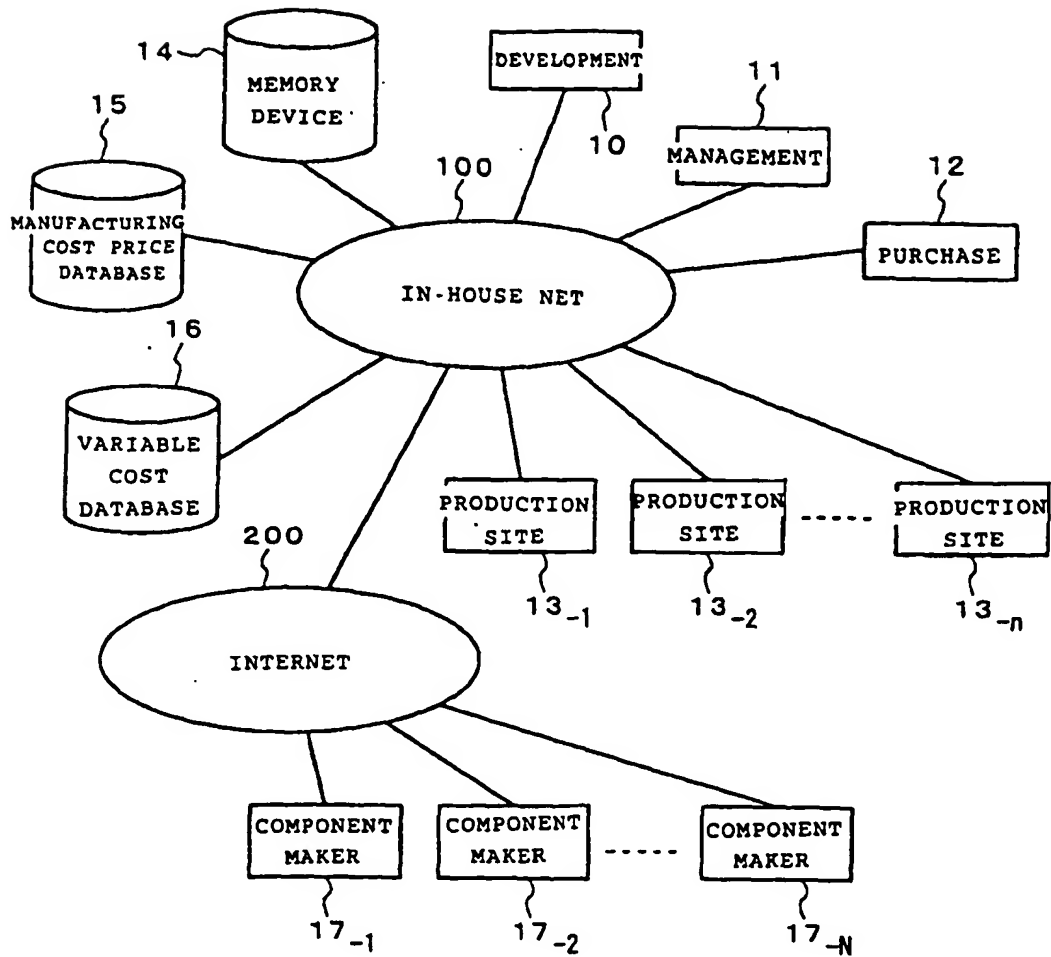 14
MEMORY
DEVICE
DEVELOPMENT
10
11
MANAGEMENT
15
MANUFACTURING
COST PRICE
DATABASE
100
IN-HOUSE NET
12
PURCHASE
16
VARIABLE
COST
DATABASE
PRODUCTION
SITE
13-1
PRODUCTION
SITE
13-2
PRODUCTION
SITE
13-n
200
INTERNET
COMPONENT
MAKER
17-1
COMPONENT
MAKER
17-2
COMPONENT
MAKER
17-N